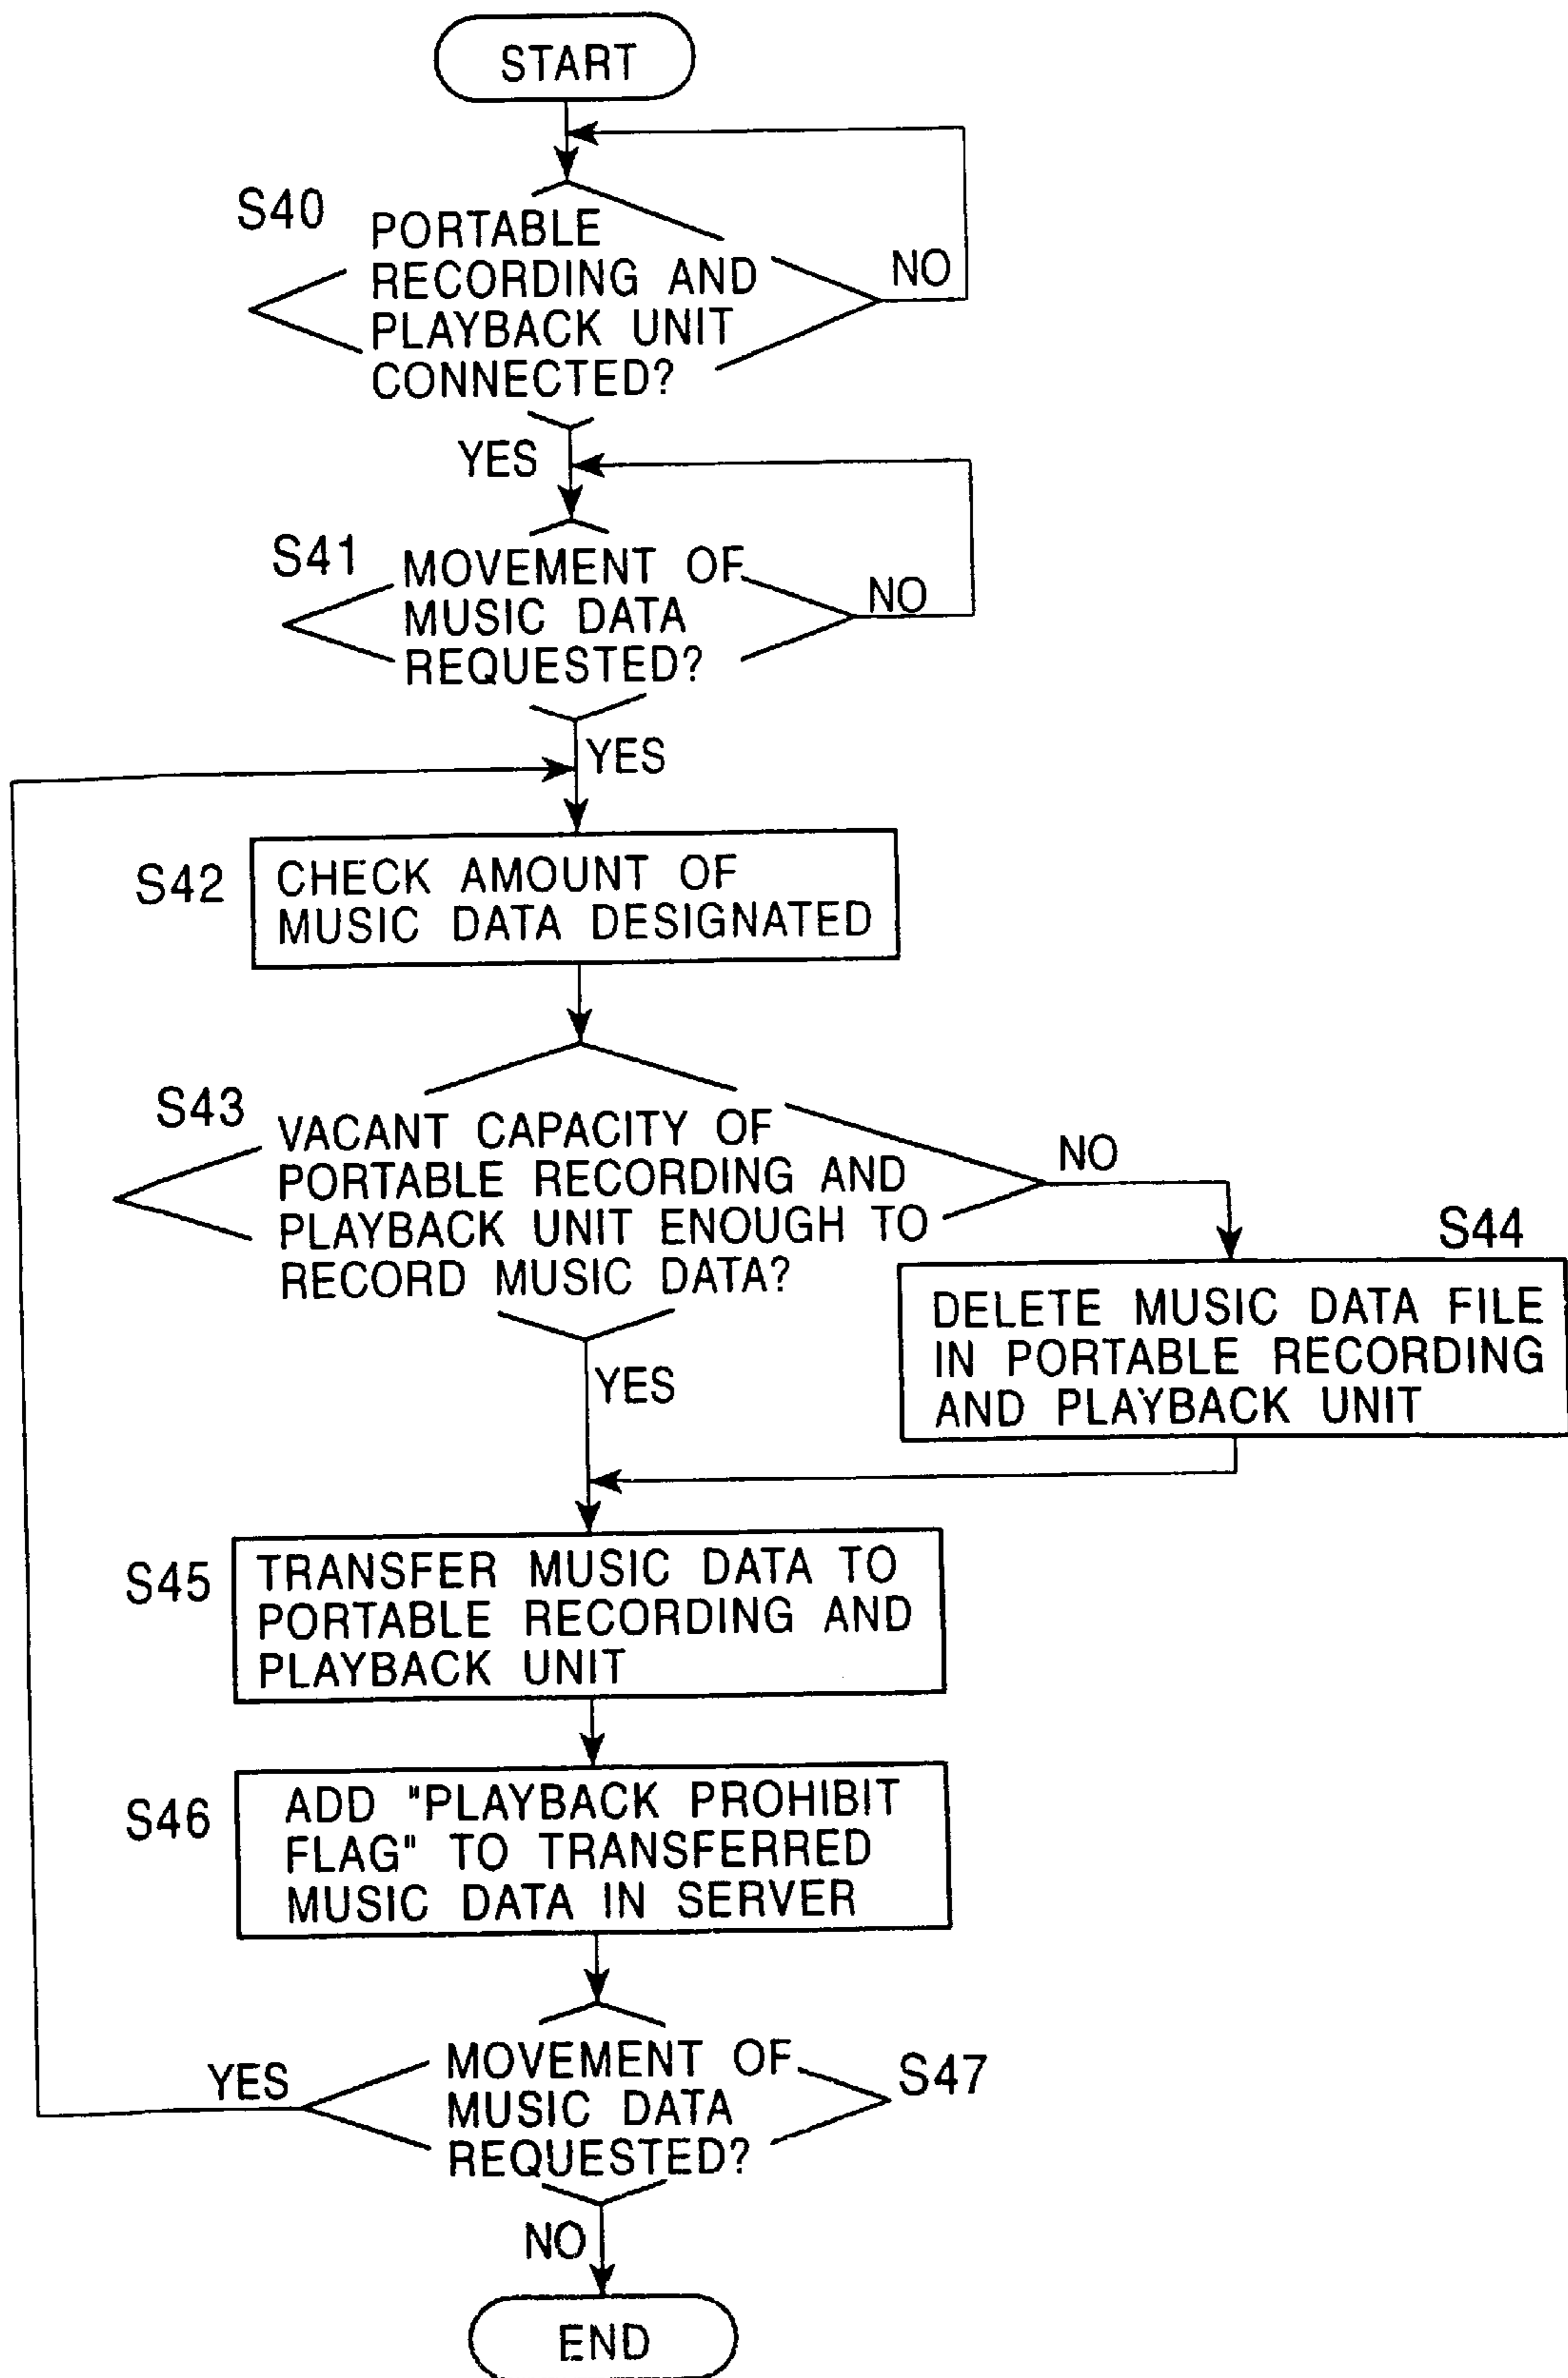 START
S40
PORTABLE
RECORDING AND
PLAYBACK UNIT
CONNECTED?
NO
YES
S41
MOVEMENT OF
MUSIC DATA
REQUESTED?
NO
YES
S42
CHECK AMOUNT OF
MUSIC DATA DESIGNATED
S43
VACANT CAPACITY OF
PORTABLE RECORDING AND
PLAYBACK UNIT ENOUGH TO
RECORD MUSIC DATA?
NO
YES
S44
DELETE MUSIC DATA FILE
IN PORTABLE RECORDING
AND PLAYBACK UNIT
S45
TRANSFER MUSIC DATA TO
PORTABLE RECORDING AND
PLAYBACK UNIT
S46
ADD "PLAYBACK PROHIBIT
FLAG" TO TRANSFERRED
MUSIC DATA IN SERVER
YES
MOVEMENT OF
MUSIC DATA
REQUESTED?
S47
NO
END